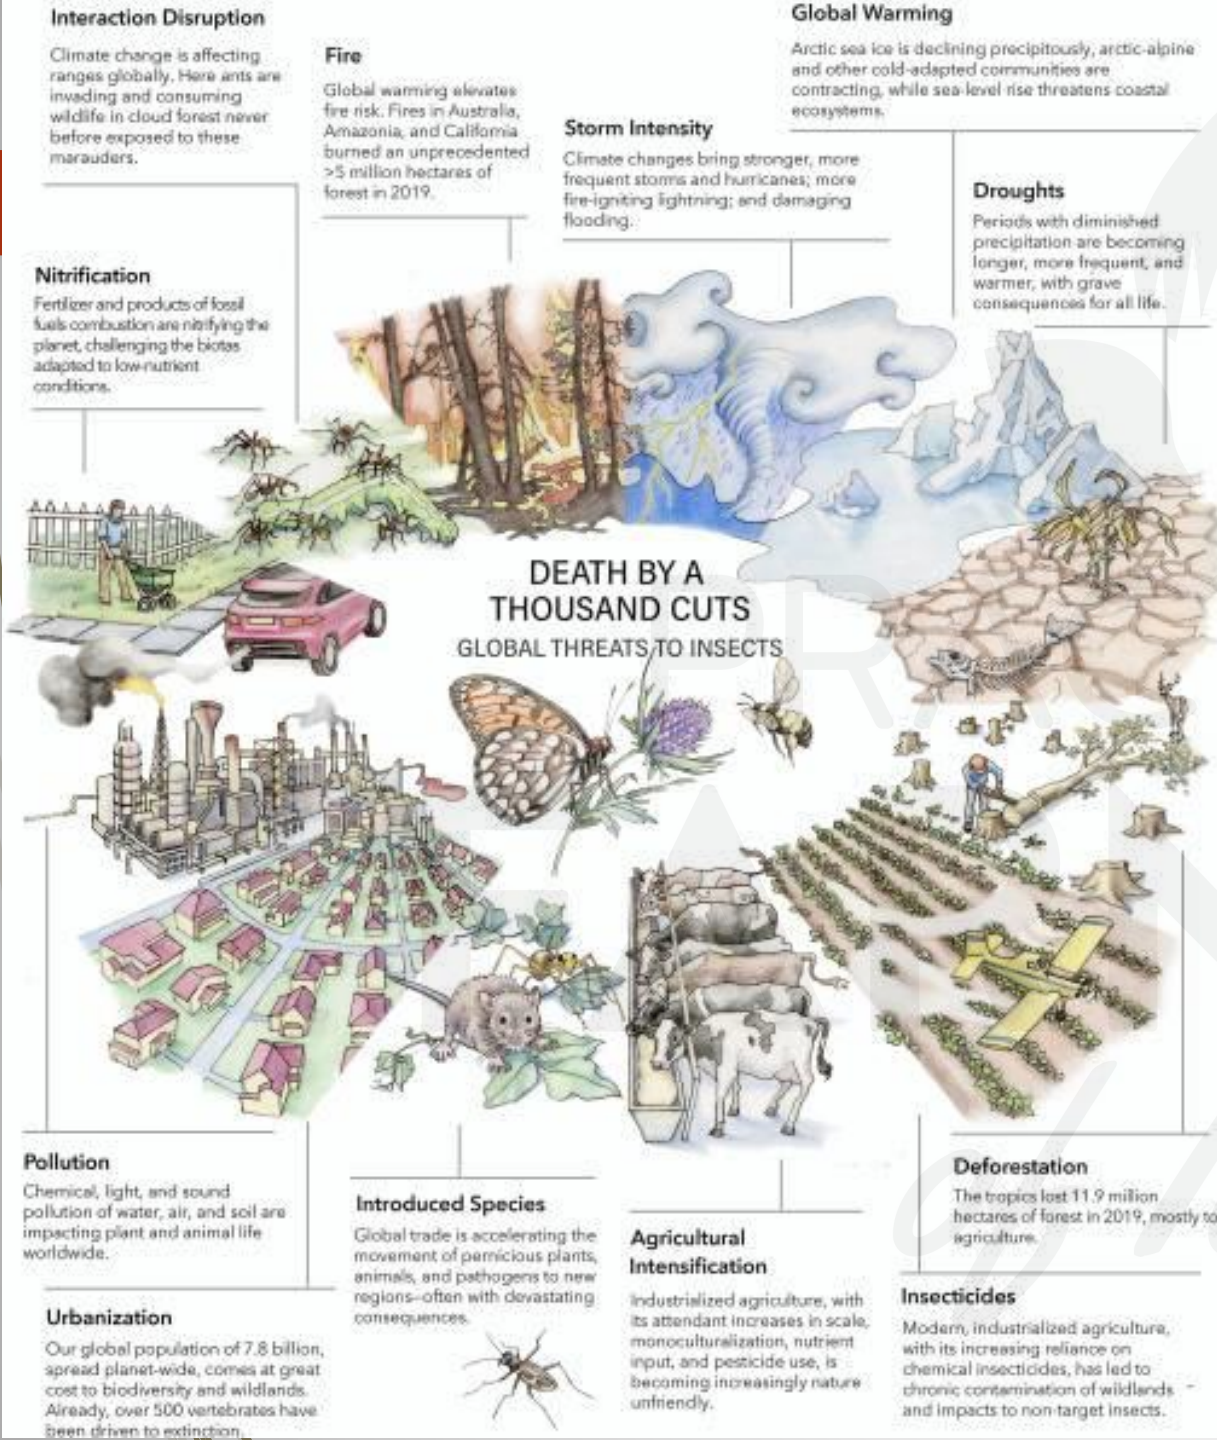 Interaction Disruption
Climate change is affecting
ranges globally. Here ants are
invading and consuming
wildlife in cloud forest never
before exposed to these
marauders.
Fire
Global warming elevates
fire risk. Fires in Australia,
Amazonia, and California
burned an unprecedented
>5 million hectares of
forest in 2019.
Storm Intensity
Climate changes bring stronger, more
frequent storms and hurricanes; more
fire-igniting lightning; and damaging
flooding.
Global Warming
Arctic sea ice is declining precipitously, arctic-alpine
and other cold-adapted communities are
contracting, while sea-level rise threatens coastal
ecosystems.
Droughts
Periods with diminished
precipitation are becoming
longer, more frequent, and
warmer, with grave
consequences for all life.
Nitrification
Fertilizer and products of fossil
fuels combustion are nitrifying the
planet, challenging the biotas
adapted to low-nutrient
conditions.
DEATH BY A
THOUSAND CUTS
GLOBAL THREATS TO INSECTS
Pollution
Chemical, light, and sound
pollution of water, air, and soil are
impacting plant and animal life
worldwide.
Urbanization
Our global population of 7.8 billion,
spread planet-wide, comes at great
cost to biodiversity and wildlands.
Already, over 500 vertebrates have
been driven to extinction.
Introduced Species
Global trade is accelerating the
movement of pernicious plants,
animals, and pathogens to new
regions--often with devastating
consequences.
Agricultural
Intensification
Industrialized agriculture, with
its attendant increases in scale,
monoculturalization, nutrient
input, and pesticide use, is
becoming increasingly nature
unfriendly.
Deforestation
The tropics lost 11.9 million
hectares of forest in 2019, mostly to
agriculture.
Insecticides
Modern, industrialized agriculture,
with its increasing reliance on
chemical insecticides, has led to
chronic contamination of wildlands
and impacts to non-target insects.